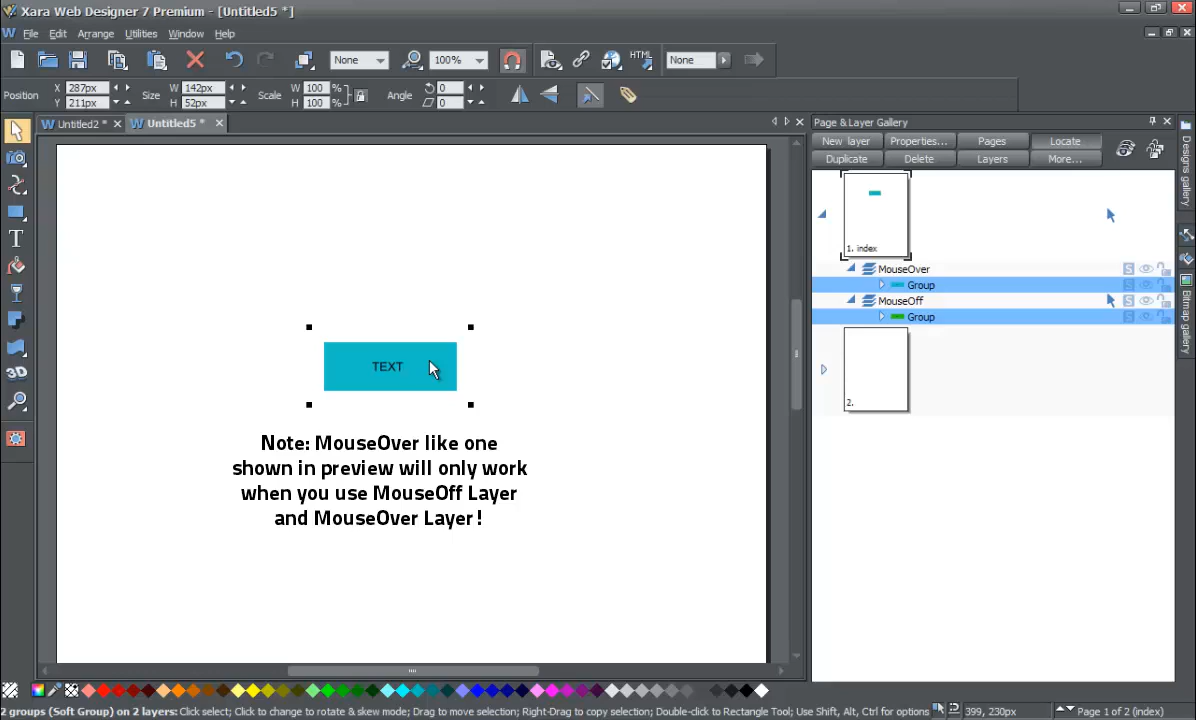 Xara Web Designer 7 Premium - [Untitled5 *]
File Edit Arrange Utilities Window Help
None 100% HTML None
Position X 287px Y 211px Size W 142px H 52px Scale W 100 H 100 % % Angle 0 0
Untitled2 * Untitled5 *
Page & Layer Gallery
New layer Properties... Pages Locate
Duplicate Delete Layers More...
1. index
MouseOver
Group
MouseOff
Group
2.
Designs gallery
Bitmap gallery
T
3D
TEXT
Note: MouseOver like one
shown in preview will only work
when you use MouseOff Layer
and MouseOver Layer!
2 groups (Soft Group) on 2 layers: Click select; Click to change to rotate & skew mode; Drag to move selection; Right-Drag to copy selection; Double-click to Rectangle Tool; Use Shift, Alt, Ctrl for options 399, 230px Page 1 of 2 (index)